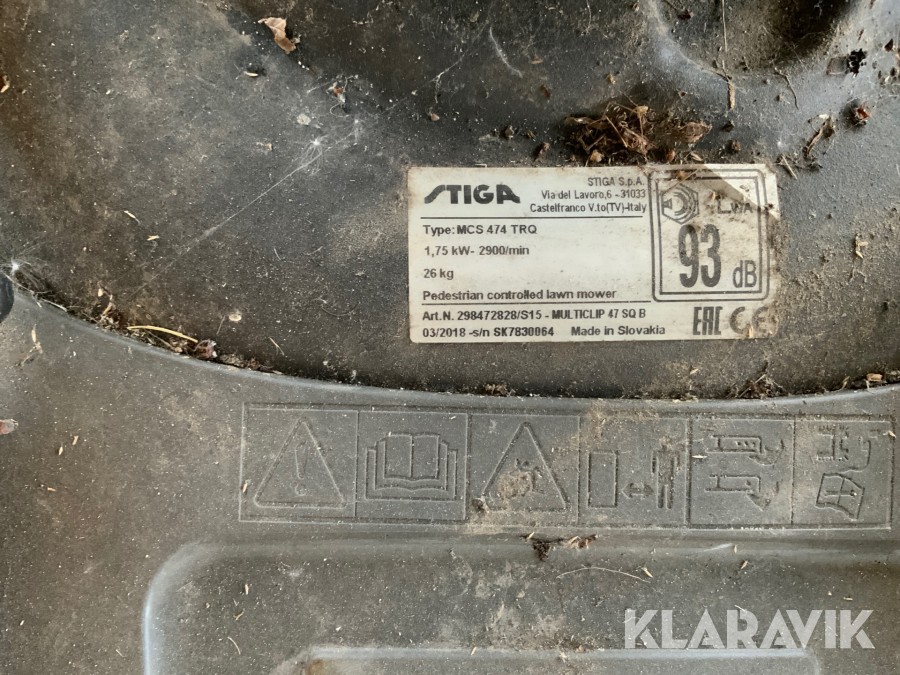 STIGA
STIGA S.p.A.
Via del Lavoro,6 - 31033
Castelfranco V.to(TV)-Italy
Type: MCS 474 TRQ
1,75 kW- 2900/min
26 kg
Pedestrian controlled lawn mower
Art.N. 298472828/S15 - MULTICLIP 47 SQ B
03/2018 -s/n SK7830064 Made in Slovakia
LWA
93 dB
EAC CE
KLARAVIK